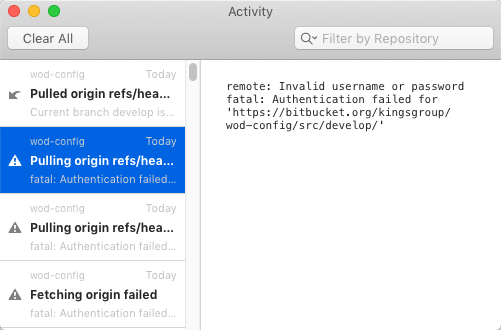 Activity
Clear All
Filter by Repository
wod-config Today
Pulled origin refs/hea...
Current branch develop is...
wod-config Today
Pulling origin refs/hea...
fatal: Authentication failed...
wod-config Today
Pulling origin refs/hea...
fatal: Authentication failed...
wod-config Today
Fetching origin failed
fatal: Authentication failed...
remote: Invalid username or password
fatal: Authentication failed for
'https://bitbucket.org/kingsgroup/
wod-config/src/develop/'